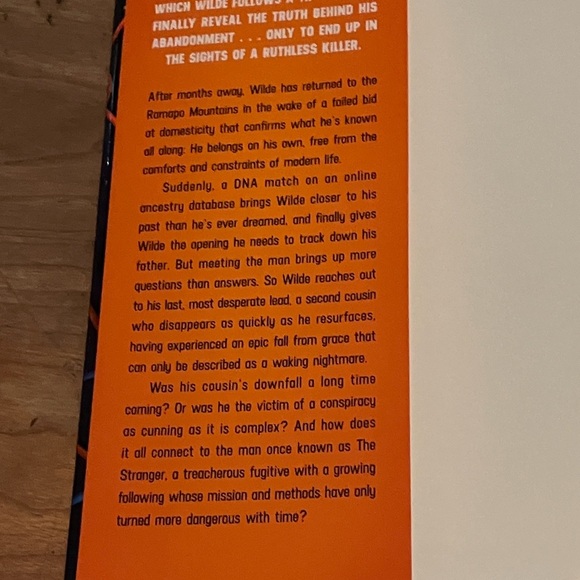 WHICH WILDE FOLLOWS A
FINALLY REVEAL THE TRUTH BEHIND HIS
ABANDONMENT . . . ONLY TO END UP IN
THE SIGHTS OF A RUTHLESS KILLER.
After months away, Wilde has returned to the
Ramapo Mountains in the wake of a failed bid
at domesticity that confirms what he's known
all along: He belongs on his own, free from the
comforts and constraints of modern life.
Suddenly, a DNA match on an online
ancestry database brings Wilde closer to his
past than he's ever dreamed, and finally gives
Wilde the opening he needs to track down his
father. But meeting the man brings up more
questions than answers. So Wilde reaches out
to his last, most desperate lead, a second cousin
who disappears as quickly as he resurfaces,
having experienced an epic fall from grace that
can only be described as a waking nightmare.
Was his cousin's downfall a long time
coming? Or was he the victim of a conspiracy
as cunning as it is complex? And how does
it all connect to the man once known as The
Stranger, a treacherous fugitive with a growing
following whose mission and methods have only
turned more dangerous with time?